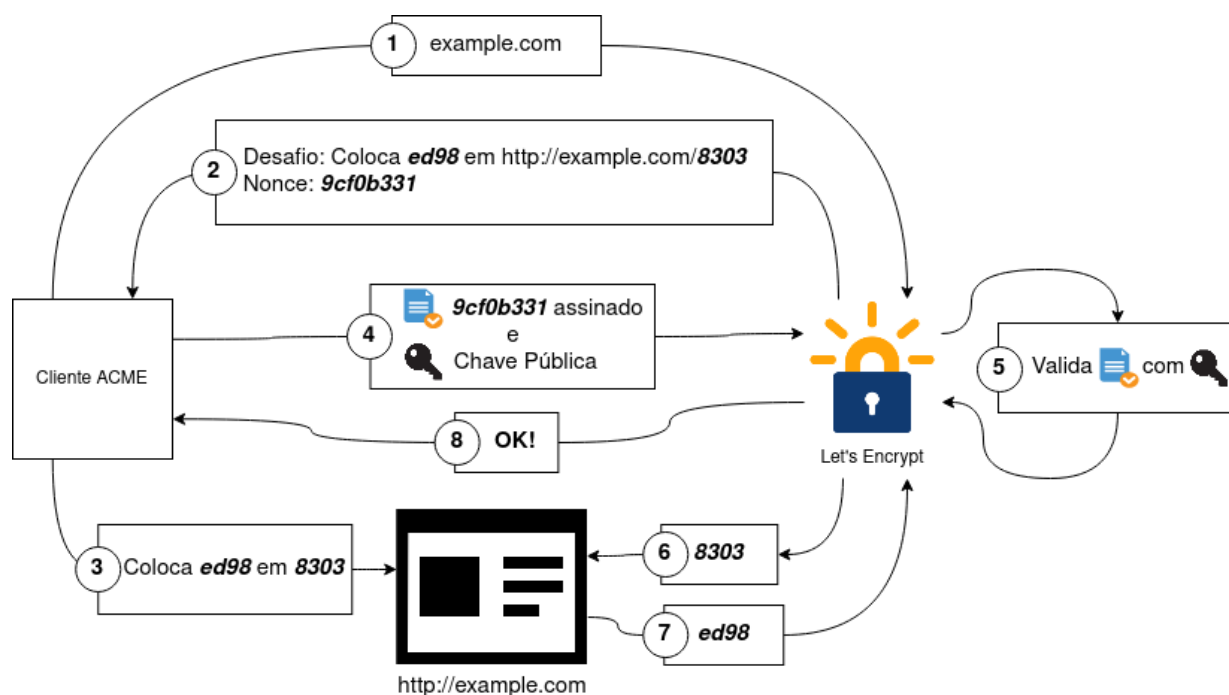 1 example.com
2 Desafio: Coloca ed98 em http://example.com/8303
Nonce: 9cf0b331
Cliente ACME
4 9cf0b331 assinado
e
Chave Pública
5 Valida com
8 OK!
Let's Encrypt
3 Coloca ed98 em 8303
6 8303
7 ed98
http://example.com